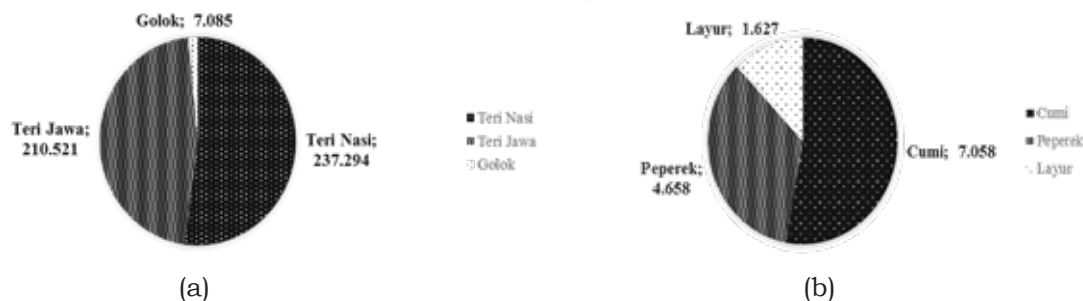 Golok; 7.085
Teri Jawa;
210.521
Teri Nasi;
237.294
Teri Nasi
Teri Jawa
Golok
(a)
Layur; 1.627
Peperek;
4.658
Cumi; 7.058
Cumi
Peperek
Layur
(b)